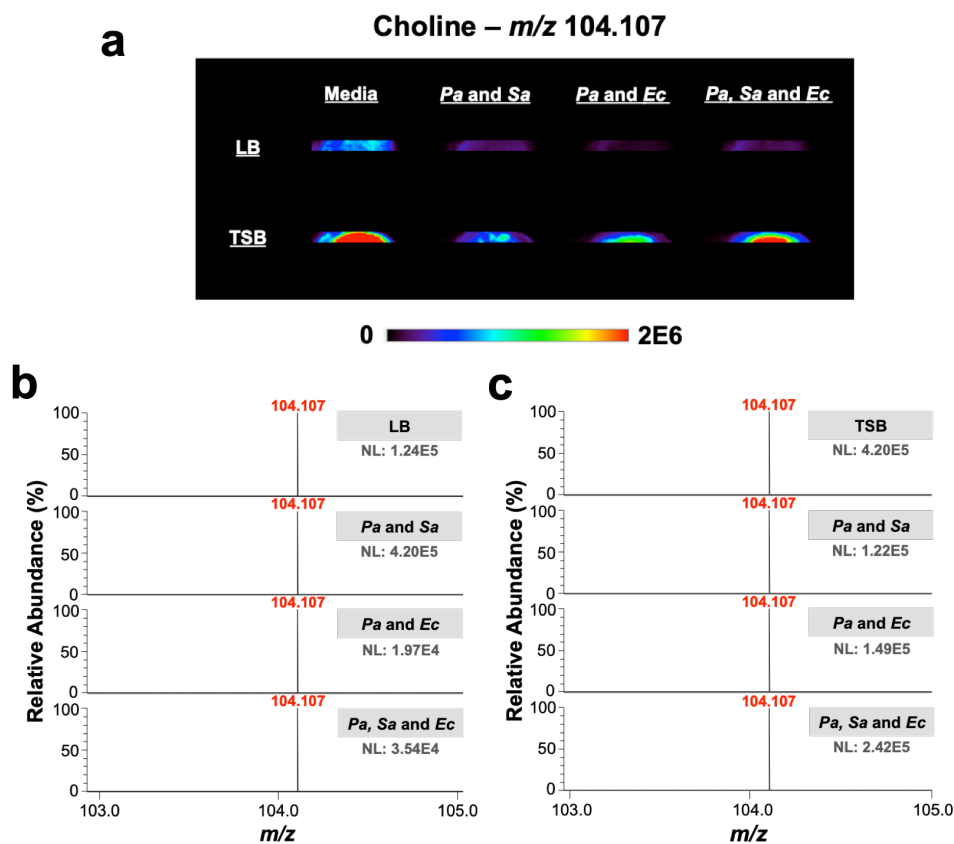 a
Choline – m/z 104.107
Media Pa and Sa Pa and Ec Pa, Sa and Ec
LB
TSB
0 2E6
b
Relative Abundance (%)
100
50
0
104.107
LB
NL: 1.24E5
100
50
0
104.107
Pa and Sa
NL: 4.20E5
100
50
0
104.107
Pa and Ec
NL: 1.97E4
100
50
0
104.107
Pa, Sa and Ec
NL: 3.54E4
103.0 104.0 105.0
m/z
c
Relative Abundance (%)
100
50
0
104.107
TSB
NL: 4.20E5
100
50
0
104.107
Pa and Sa
NL: 1.22E5
100
50
0
104.107
Pa and Ec
NL: 1.49E5
100
50
0
104.107
Pa, Sa and Ec
NL: 2.42E5
103.0 104.0 105.0
m/z